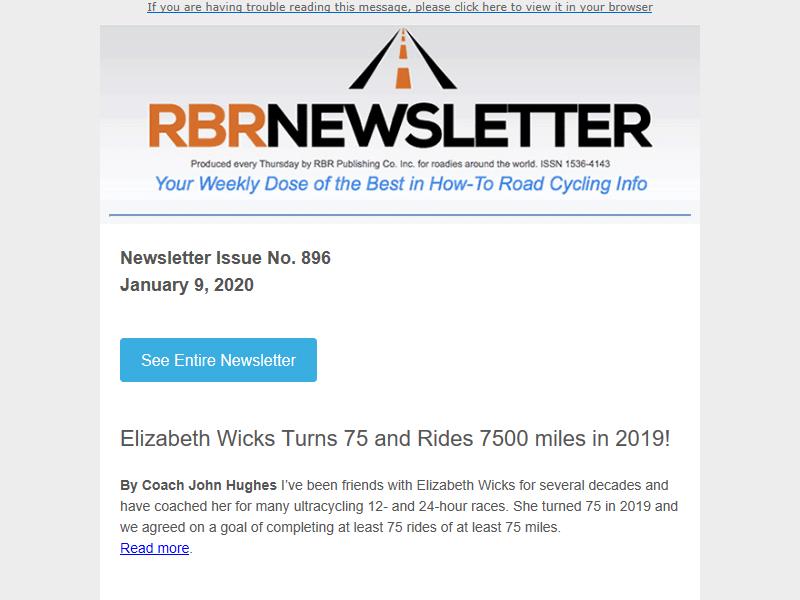 If you are having trouble reading this message, please click here to view it in your browser
RBRNEWSLETTER
Produced every Thursday by RBR Publishing Co. Inc. for roadies around the world. ISSN 1536-4143
Your Weekly Dose of the Best in How-To Road Cycling Info
Newsletter Issue No. 896
January 9, 2020
See Entire Newsletter
Elizabeth Wicks Turns 75 and Rides 7500 miles in 2019!
By Coach John Hughes I’ve been friends with Elizabeth Wicks for several decades and
have coached her for many ultracycling 12- and 24-hour races. She turned 75 in 2019 and
we agreed on a goal of completing at least 75 rides of at least 75 miles.
Read more.